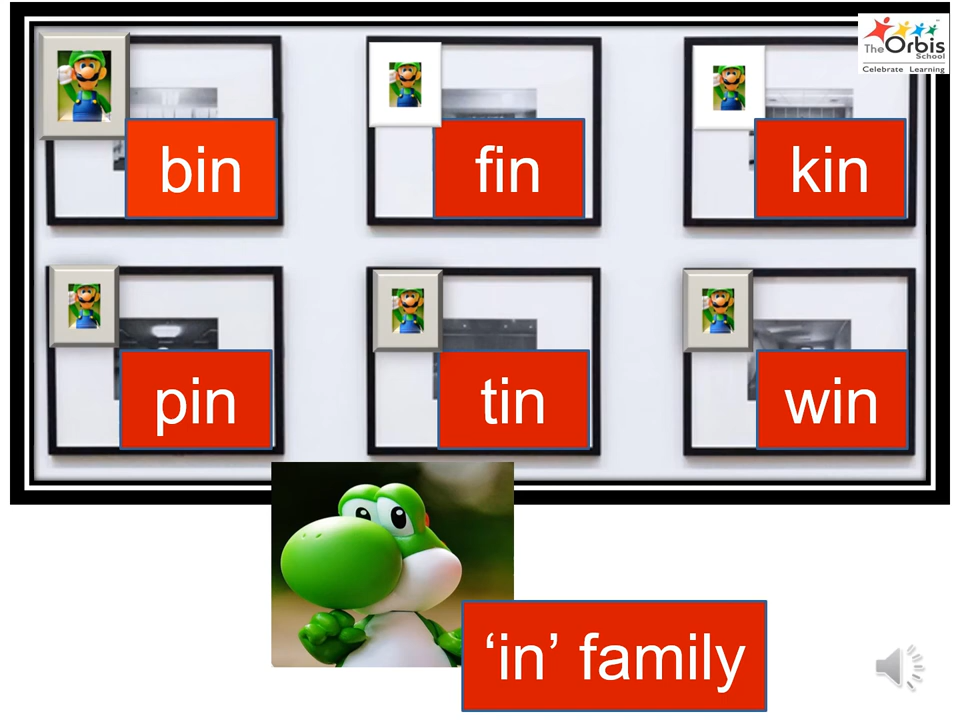 The Orbis
School
Celebrate Learning
bin
fin
kin
pin
tin
win
‘in’ family